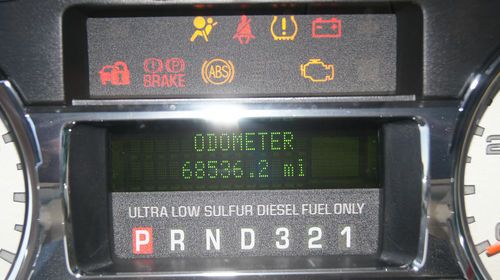 BRAKE
ABS
ODOMETER
68536.2 mi
ULTRA LOW SULFUR DIESEL FUEL ONLY
P R N D 3 2 1